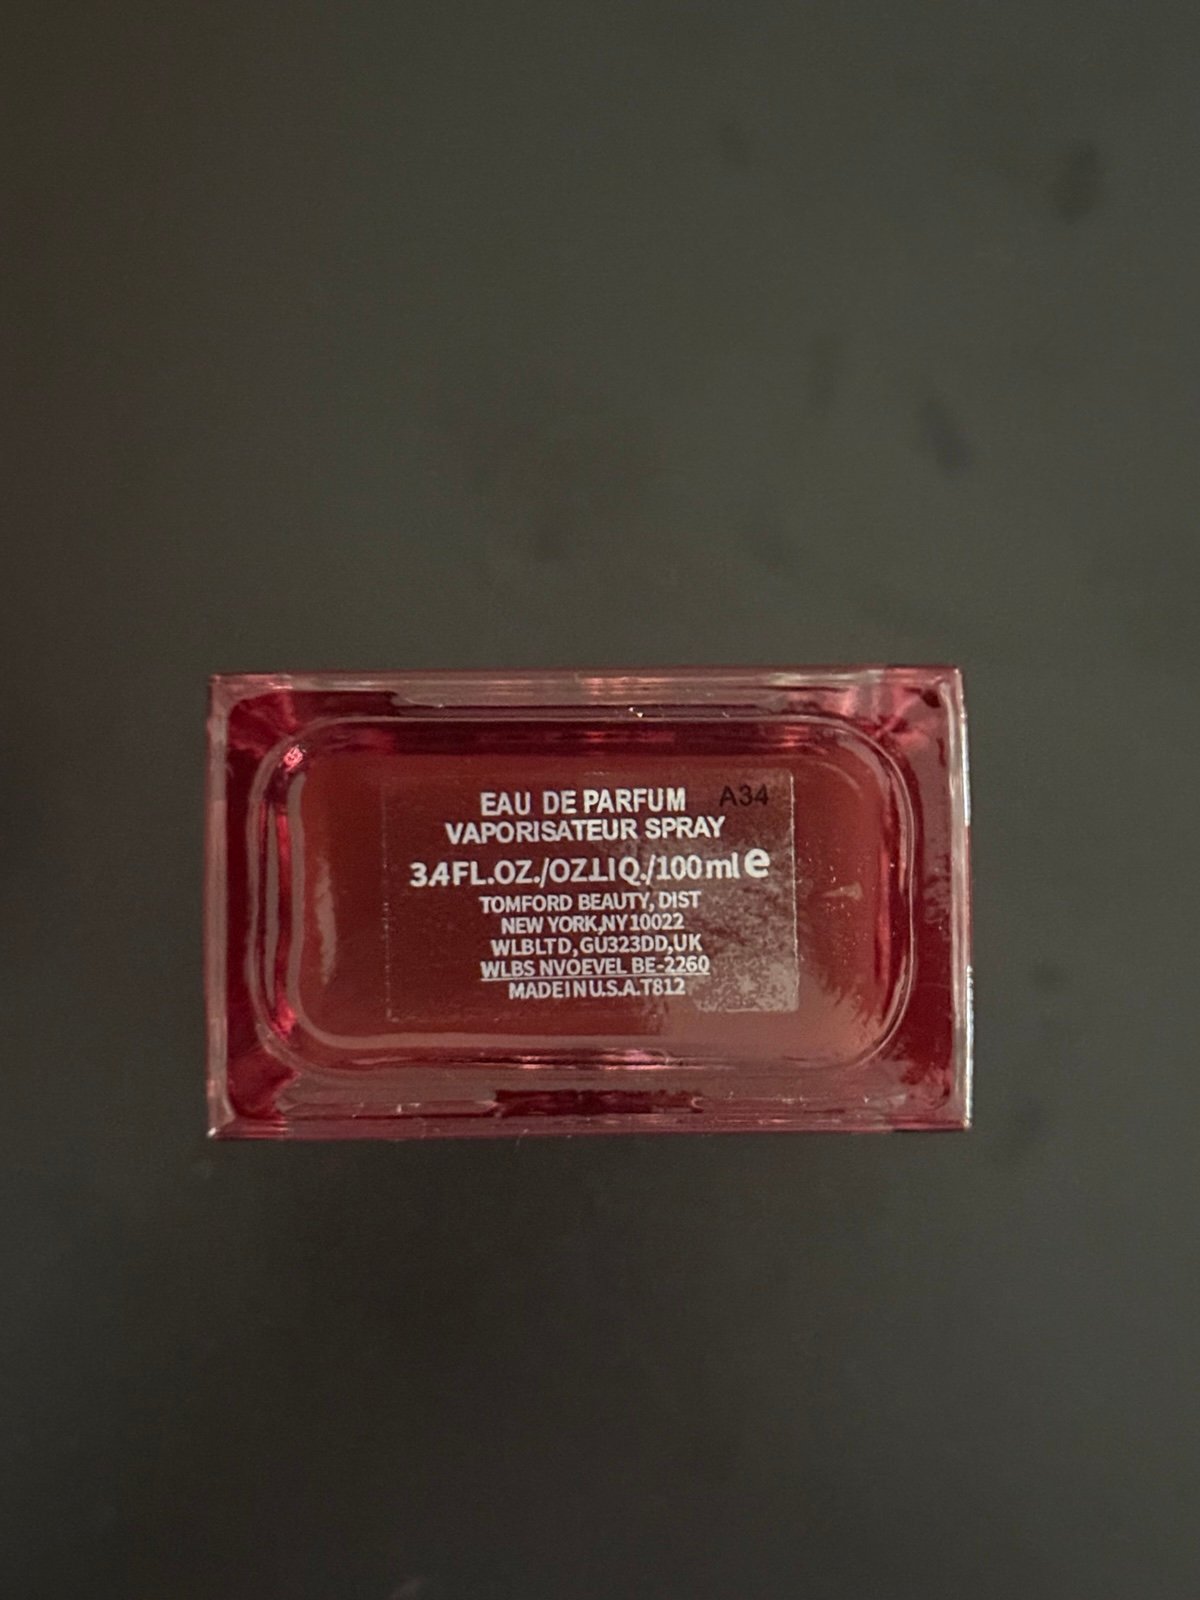 EAU DE PARFUM A34
VAPORISATEUR SPRAY
3.4FL.OZ./OZ.LIQ./100ml e
TOMFORD BEAUTY, DIST
NEW YORK,NY10022
WLBLTD,GU323DD,UK
WLBS NVOEVEL BE-2260
MADEINU.S.A.T812